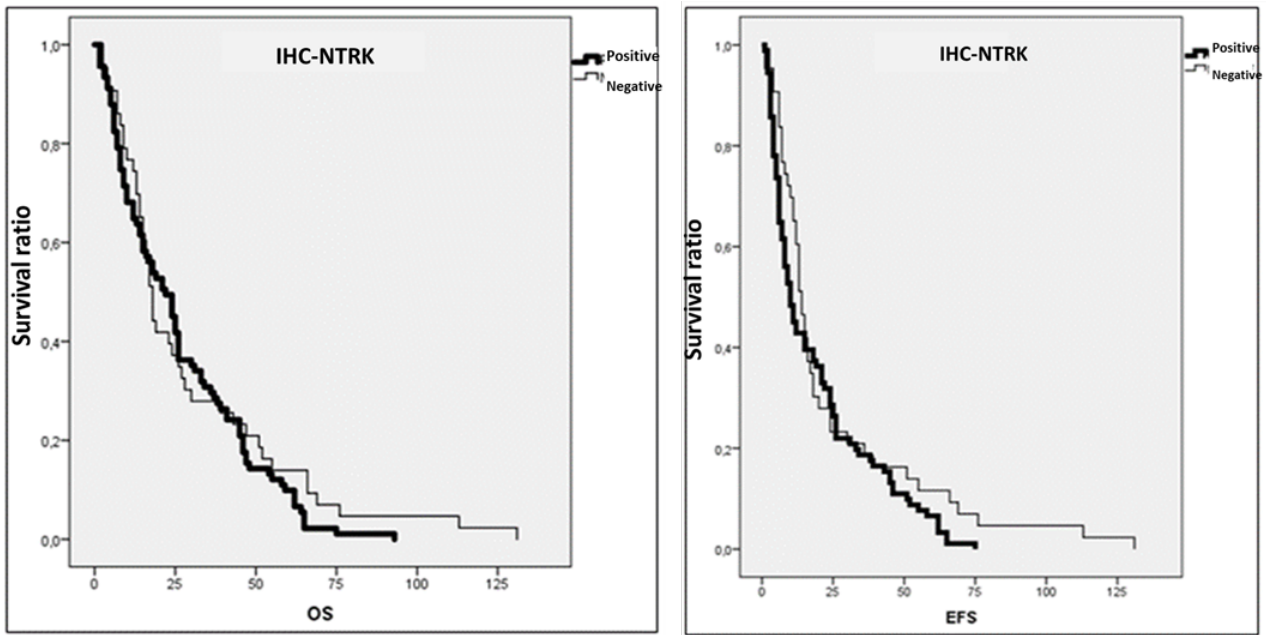 IHC-NTRK
Positive
Negative
Survival ratio
1,0
0,8
0,6
0,4
0,2
0,0
0 25 50 75 100 125
OS
IHC-NTRK
Positive
Negative
Survival ratio
1,0
0,8
0,6
0,4
0,2
0,0
0 25 50 75 100 125
EFS